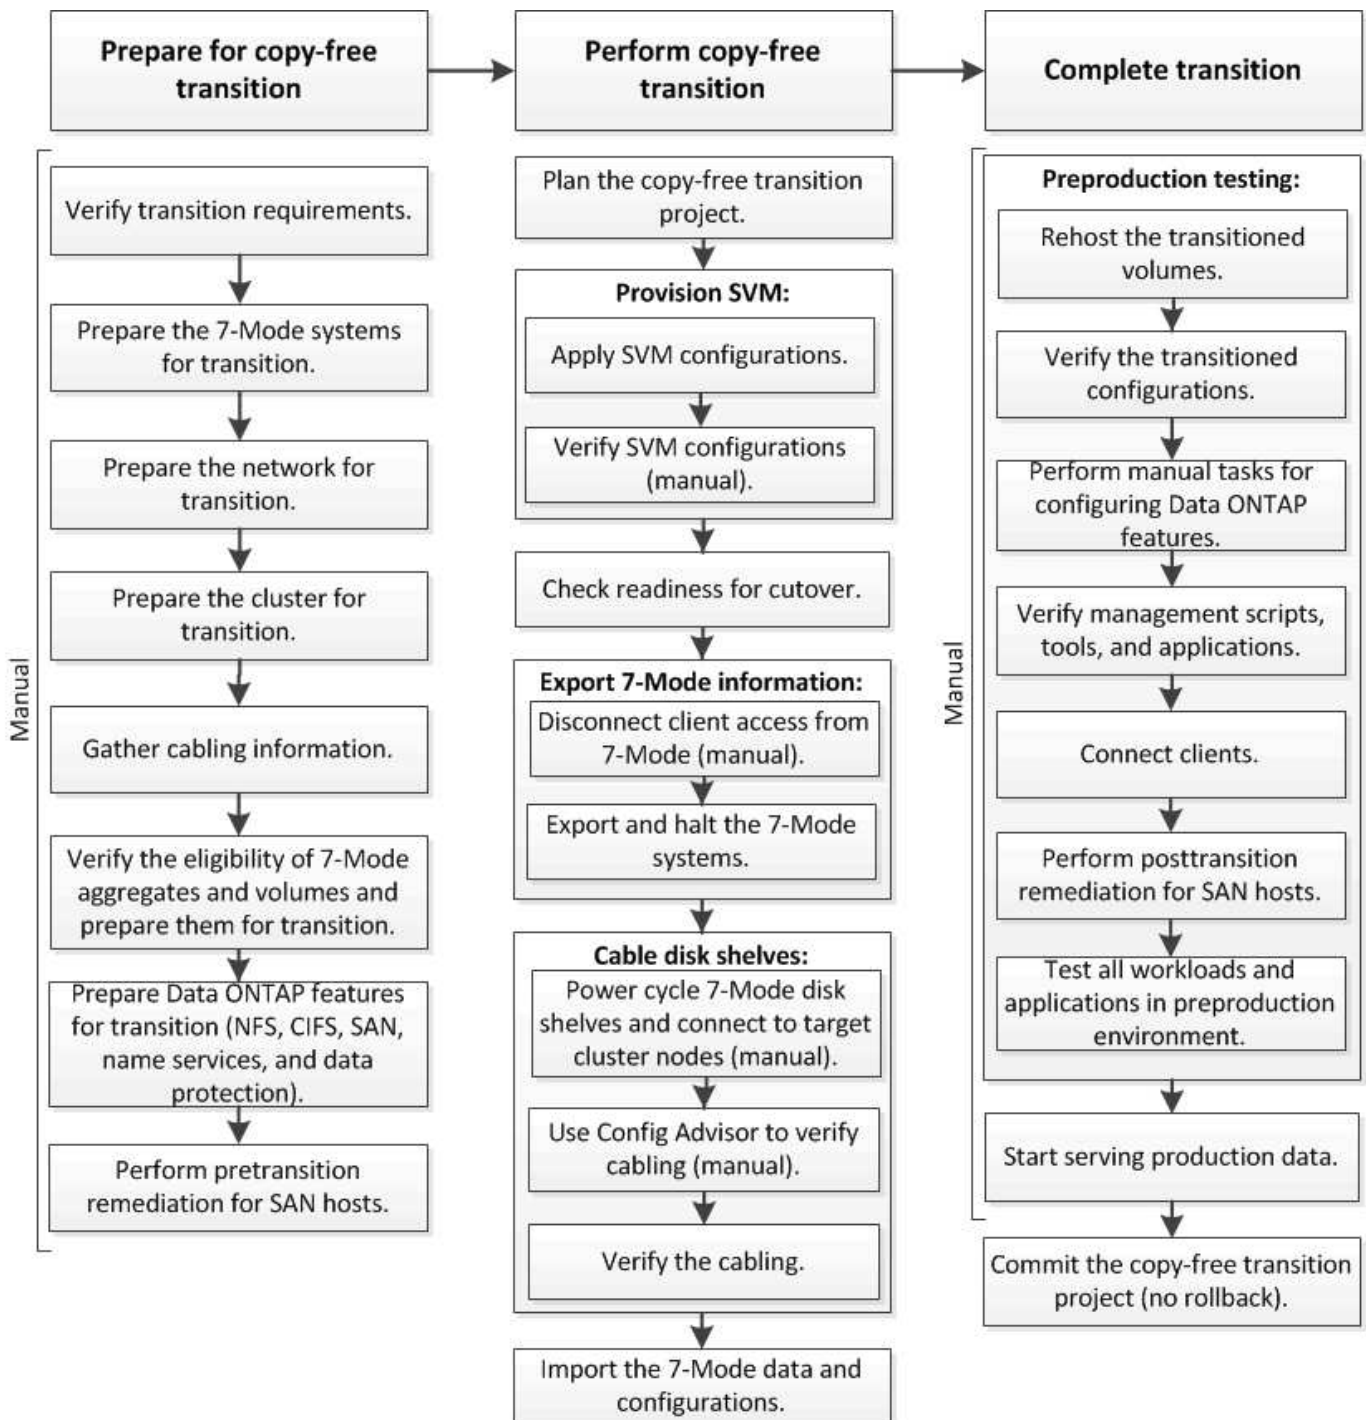 Prepare for copy-free
transition
Perform copy-free
transition
Complete transition
Manual
Verify transition requirements.
Prepare the 7-Mode systems
for transition.
Prepare the network for
transition.
Prepare the cluster for
transition.
Gather cabling information.
Verify the eligibility of 7-Mode
aggregates and volumes and
prepare them for transition.
Prepare Data ONTAP features
for transition (NFS, CIFS, SAN,
name services, and data
protection).
Perform pretransition
remediation for SAN hosts.
Plan the copy-free transition
project.
Provision SVM:
Apply SVM configurations.
Verify SVM configurations
(manual).
Check readiness for cutover.
Export 7-Mode information:
Disconnect client access from
7-Mode (manual).
Export and halt the 7-Mode
systems.
Cable disk shelves:
Power cycle 7-Mode disk
shelves and connect to target
cluster nodes (manual).
Use Config Advisor to verify
cabling (manual).
Verify the cabling.
Import the 7-Mode data and
configurations.
Manual
Preproduction testing:
Rehost the transitioned
volumes.
Verify the transitioned
configurations.
Perform manual tasks for
configuring Data ONTAP
features.
Verify management scripts,
tools, and applications.
Connect clients.
Perform posttransition
remediation for SAN hosts.
Test all workloads and
applications in preproduction
environment.
Start serving production data.
Commit the copy-free transition
project (no rollback).